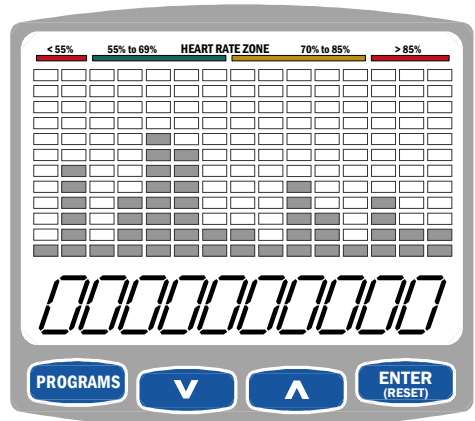 < 55% 55% to 69% HEART RATE ZONE 70% to 85% > 85%
0000000000
PROGRAMS ENTER
(RESET)